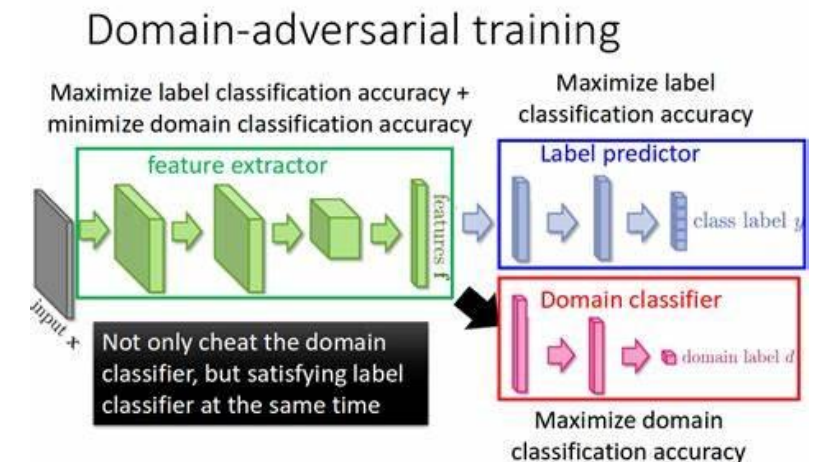 Domain-adversarial training
Maximize label classification accuracy +
minimize domain classification accuracy
Maximize label
classification accuracy
feature extractor
Label predictor
input x
features f
class label y
Domain classifier
domain label d
Not only cheat the domain
classifier, but satisfying label
classifier at the same time
Maximize domain
classification accuracy